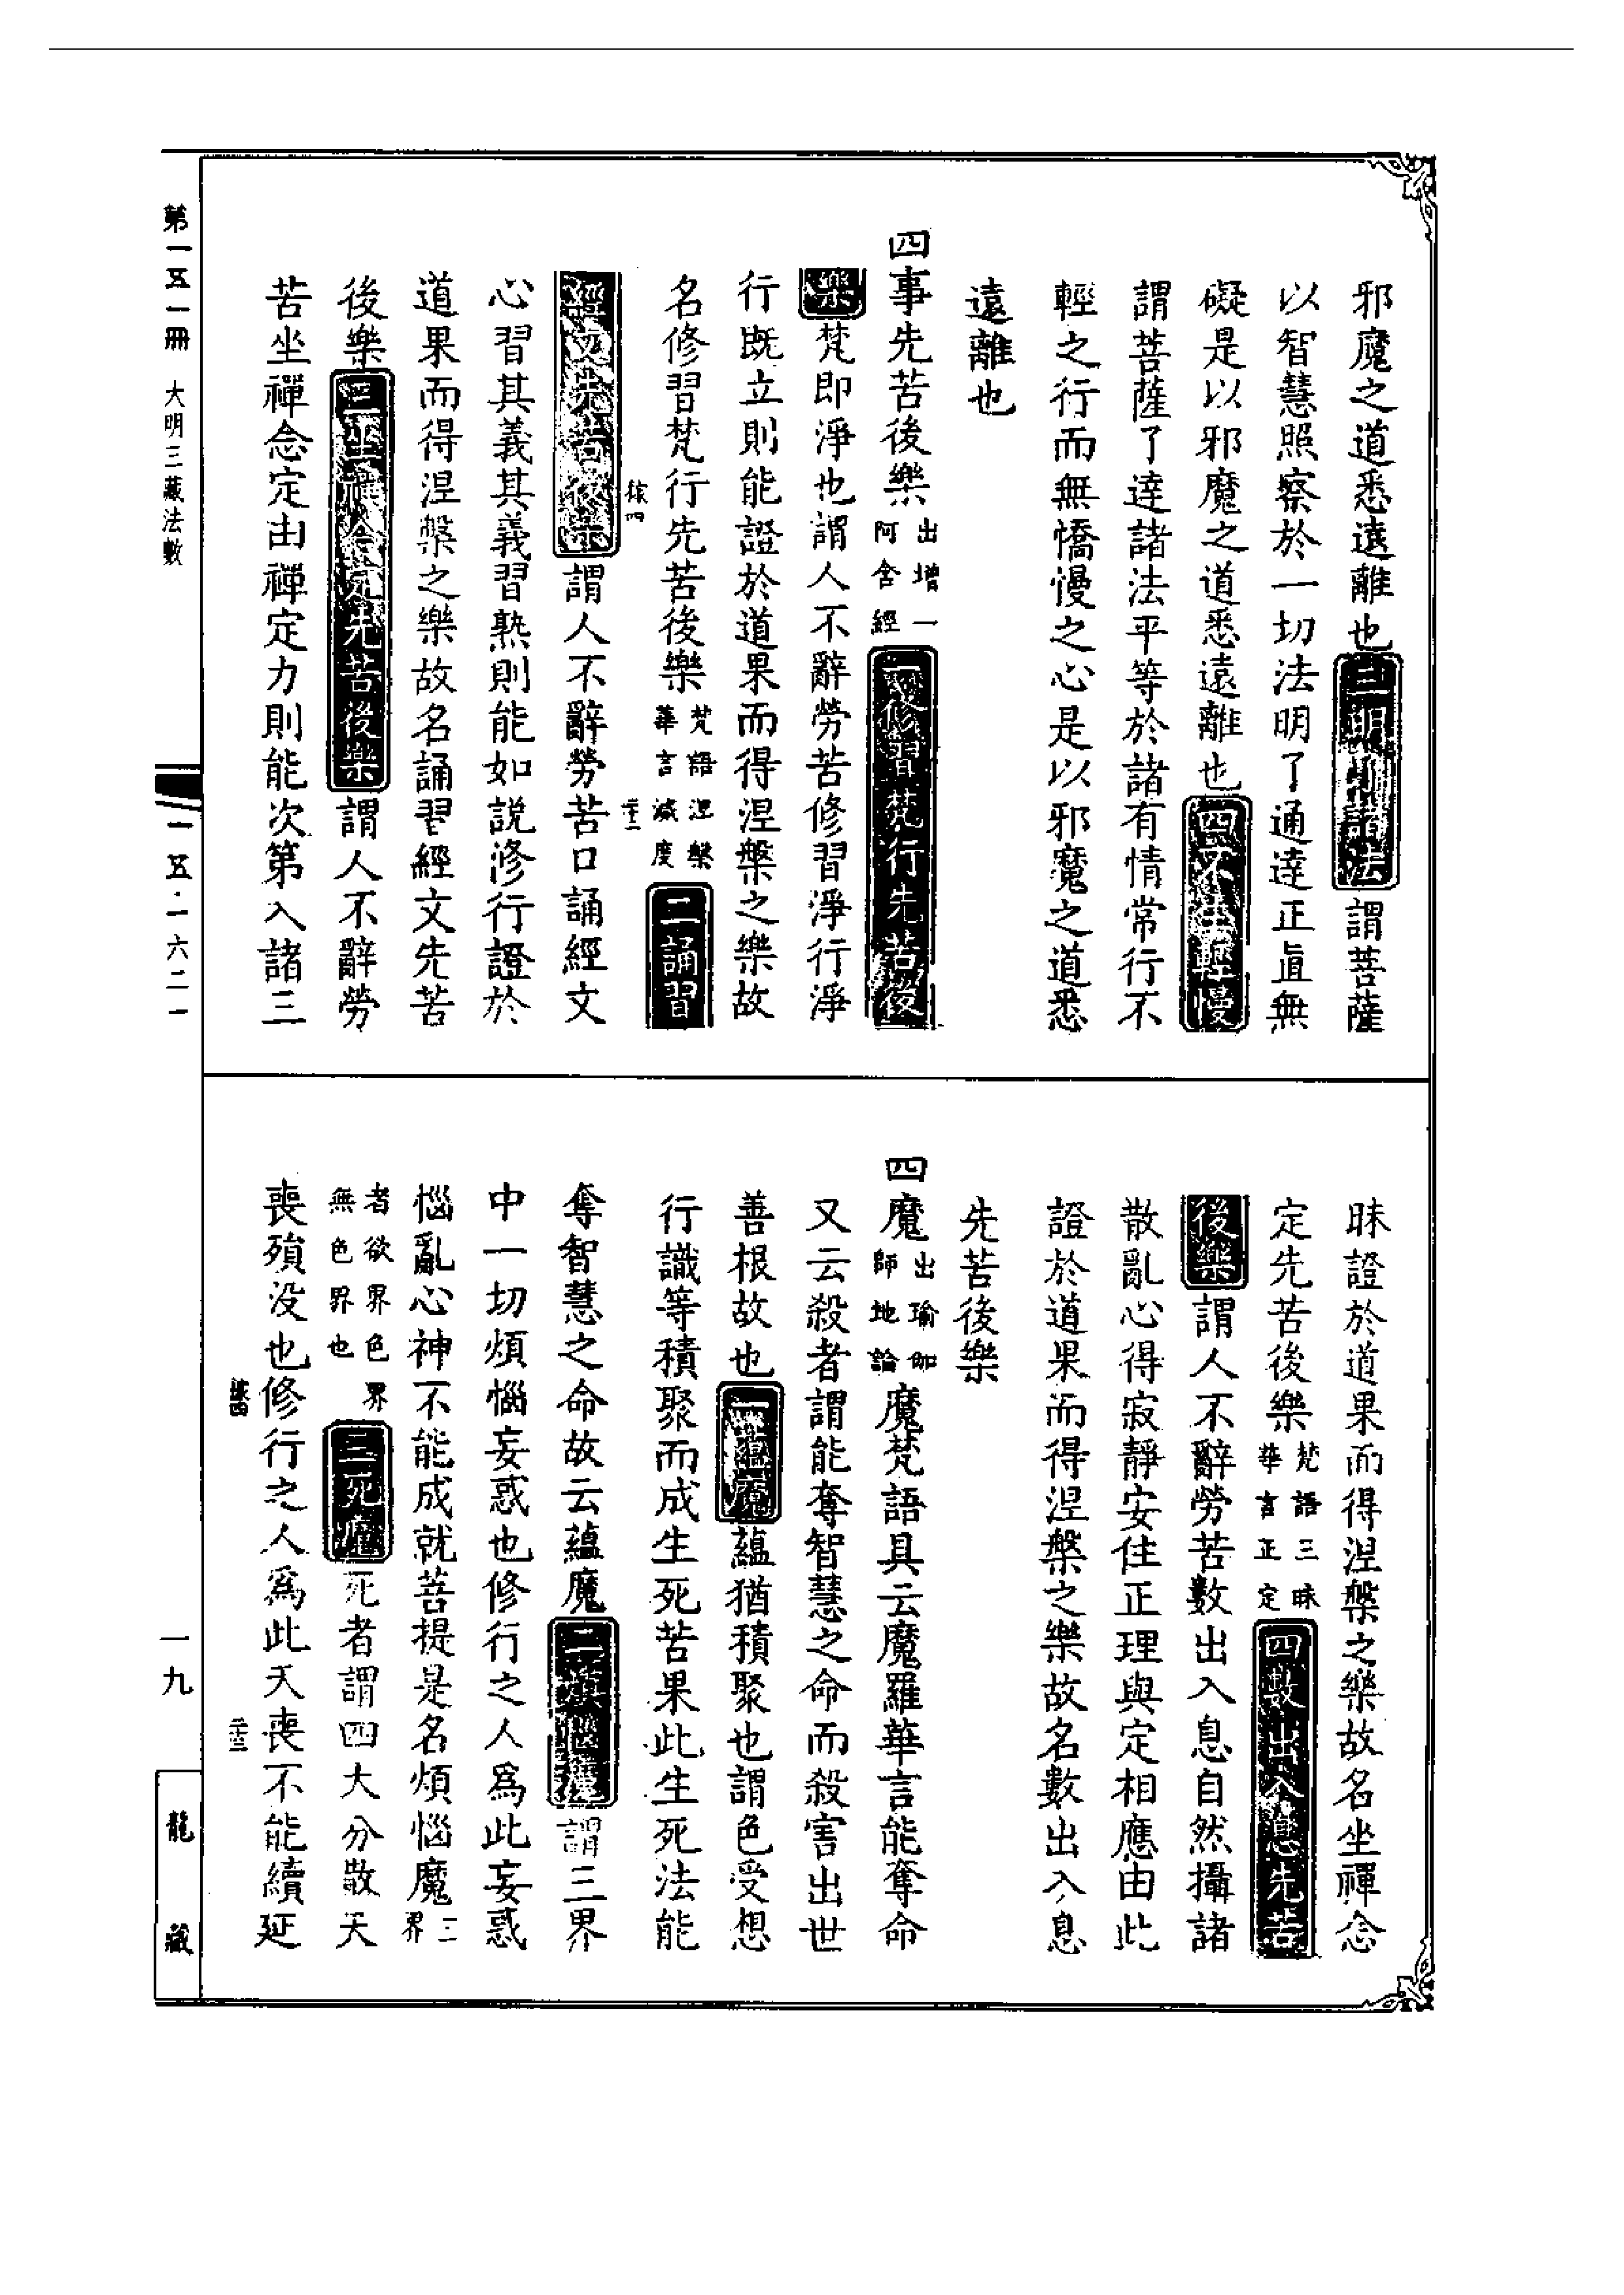 邪魔之道悉遠離也三明了諸法謂菩薩
以智慧照察於一切法明了通達正眞無
礙是以邪魔之道悉遠離也四不生輕慢
謂菩薩了達諸法平等於諸有情常行不
輕之行而無憍慢之心是以邪魔之道悉
遠離也
四事先苦後樂出增一阿含經一修習梵行先苦後
樂梵即淨也謂人不辭勞苦修習淨行淨
行既立則能證於道果而得涅槃之樂故
名修習梵行先苦後樂梵語涅槃華言滅度二誦習
經文先苦後樂謂人不辭勞苦口誦經文
心習其義其義習熟則能如說修行證於
道果而得涅槃之樂故名誦習經文先苦
後樂三坐禪念定先苦後樂謂人不辭勞
苦坐禪念定由禪定力則能次第入諸三
昧證於道果而得涅槃之樂故名坐禪念
定先苦後樂梵語三昧華言正定四數出入息先苦
後樂謂人不辭勞苦數出入息自然攝諸
散亂心得寂靜安住正理與定相應由此
證於道果而得涅槃之樂故名數出入息
先苦後樂
四魔出瑜伽師地論魔梵語具云魔羅華言能奪命
又云殺者謂能奪智慧之命而殺害出世
善根故也一蘊魔蘊猶積聚也謂色受想
行識等積聚而成生死苦果此生死法能
奪智慧之命故云蘊魔二煩惱魔謂三界
中一切煩惱妄惑也修行之人爲此妄惑
惱亂心神不能成就菩提是名煩惱魔三界
者欲界色界無色界也三死魔死者謂四大分散夭
喪殞没也修行之人爲此夭喪不能續延
第一五一冊 大明三藏法數
一五·一六二一
一九
龍藏